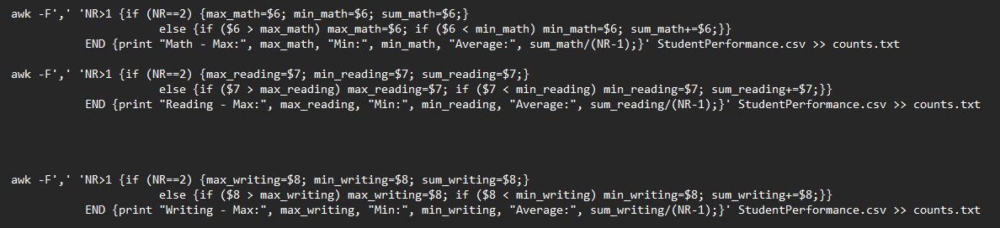 awk -F',' 'NR>1 {if (NR==2) {max_math=$6; min_math=$6; sum_math=$6;}
else {if ($6 > max_math) max_math=$6; if ($6 < min_math) min_math=$6; sum_math+=$6;}}
END {print "Math - Max:", max_math, "Min:", min_math, "Average:", sum_math/(NR-1);}' StudentPerformance.csv >> counts.txt
awk -F',' 'NR>1 {if (NR==2) {max_reading=$7; min_reading=$7; sum_reading=$7;}
else {if ($7 > max_reading) max_reading=$7; if ($7 < min_reading) min_reading=$7; sum_reading+=$7;}}
END {print "Reading - Max:", max_reading, "Min:", min_reading, "Average:", sum_reading/(NR-1);}' StudentPerformance.csv >> counts.txt
awk -F',' 'NR>1 {if (NR==2) {max_writing=$8; min_writing=$8; sum_writing=$8;}
else {if ($8 > max_writing) max_writing=$8; if ($8 < min_writing) min_writing=$8; sum_writing+=$8;}}
END {print "Writing - Max:", max_writing, "Min:", min_writing, "Average:", sum_writing/(NR-1);}' StudentPerformance.csv >> counts.txt